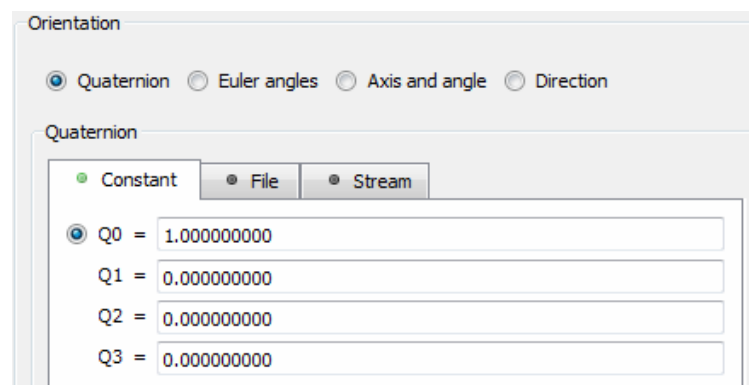 Orientation
Quaternion Euler angles Axis and angle Direction
Quaternion
Constant File Stream
Q0 = 1.000000000
Q1 = 0.000000000
Q2 = 0.000000000
Q3 = 0.000000000